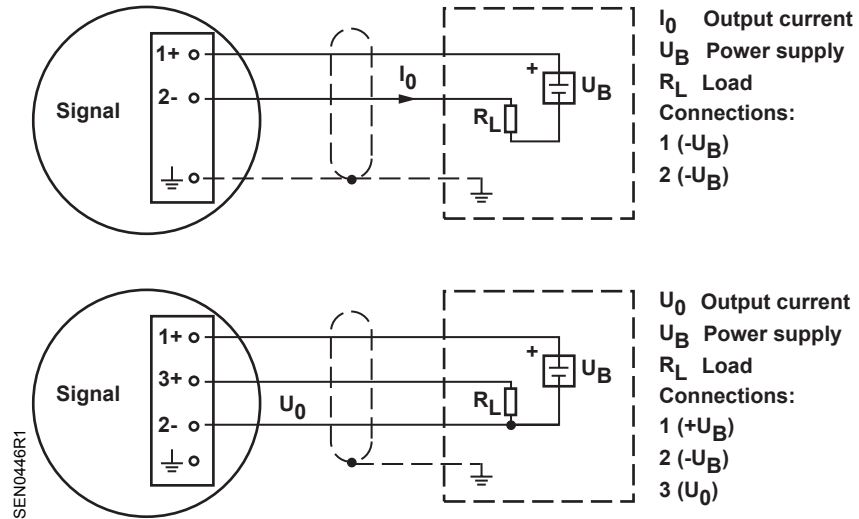 1+
2-
Signal
I0
+
UB
RL
I0 Output current
UB Power supply
RL Load
Connections:
1 (-UB)
2 (-UB)
1+
3+
2-
Signal
U0
+
UB
RL
U0 Output current
UB Power supply
RL Load
Connections:
1 (+UB)
2 (-UB)
3 (U0)
SEN0446R1